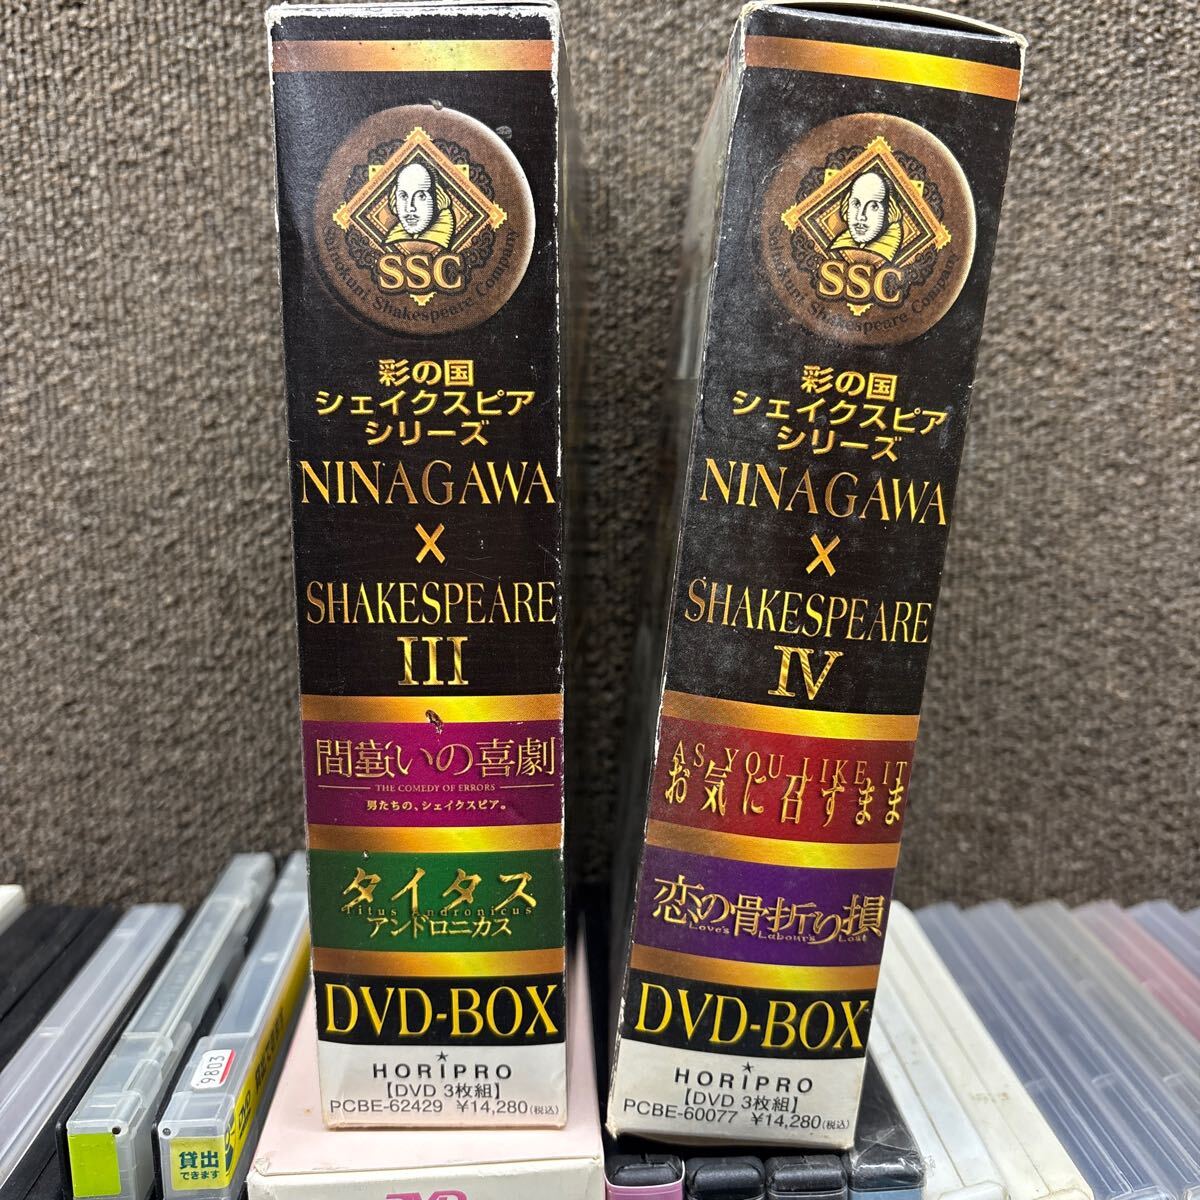 SSC
Sainokuni Shakespeare Company
彩の国
シェイクスピア
シリーズ
NINAGAWA
×
SHAKESPEARE
III
間違いの喜劇
THE COMEDY OF ERRORS
男たちの、シェイクスピア。
タイタス
Titus Andronicus
アンドロニカス
DVD-BOX
HORIPRO
【DVD 3枚組】
PCBE-62429 ¥14,280(税込)
SSC
Sainokuni Shakespeare Company
彩の国
シェイクスピア
シリーズ
NINAGAWA
×
SHAKESPEARE
IV
AS YOU LIKE IT
お気に召すまま
恋の骨折り損
Love's Labour's Lost
DVD-BOX
HORIPRO
【DVD 3枚組】
PCBE-60077 ¥14,280(税込)
9803
貸出
できます
DVD